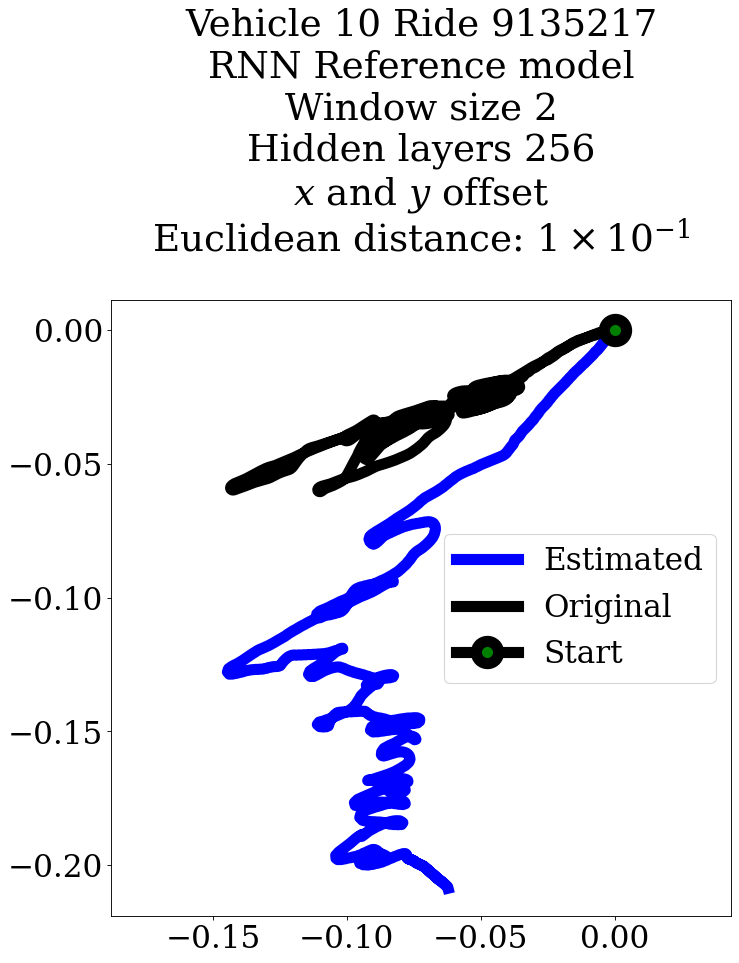 Vehicle 10 Ride 9135217
RNN Reference model
Window size 2
Hidden layers 256
x and y offset
Euclidean distance: 1 × 10⁻¹
0.00
−0.05
−0.10
−0.15
−0.20
Estimated
Original
Start
−0.15 −0.10 −0.05 0.00